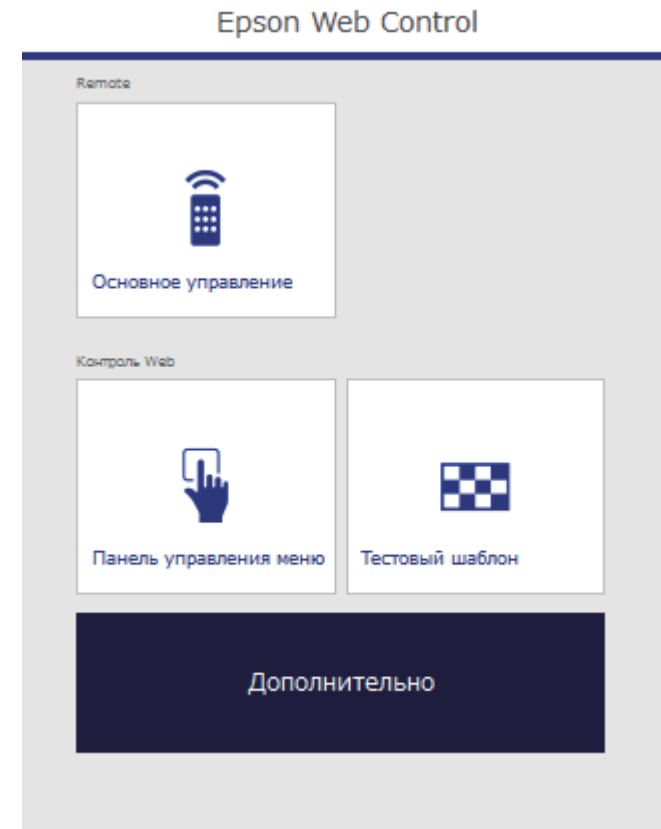 Epson Web Control
Remote
Основное управление
Контроль Web
Панель управления меню
Тестовый шаблон
Дополнительно